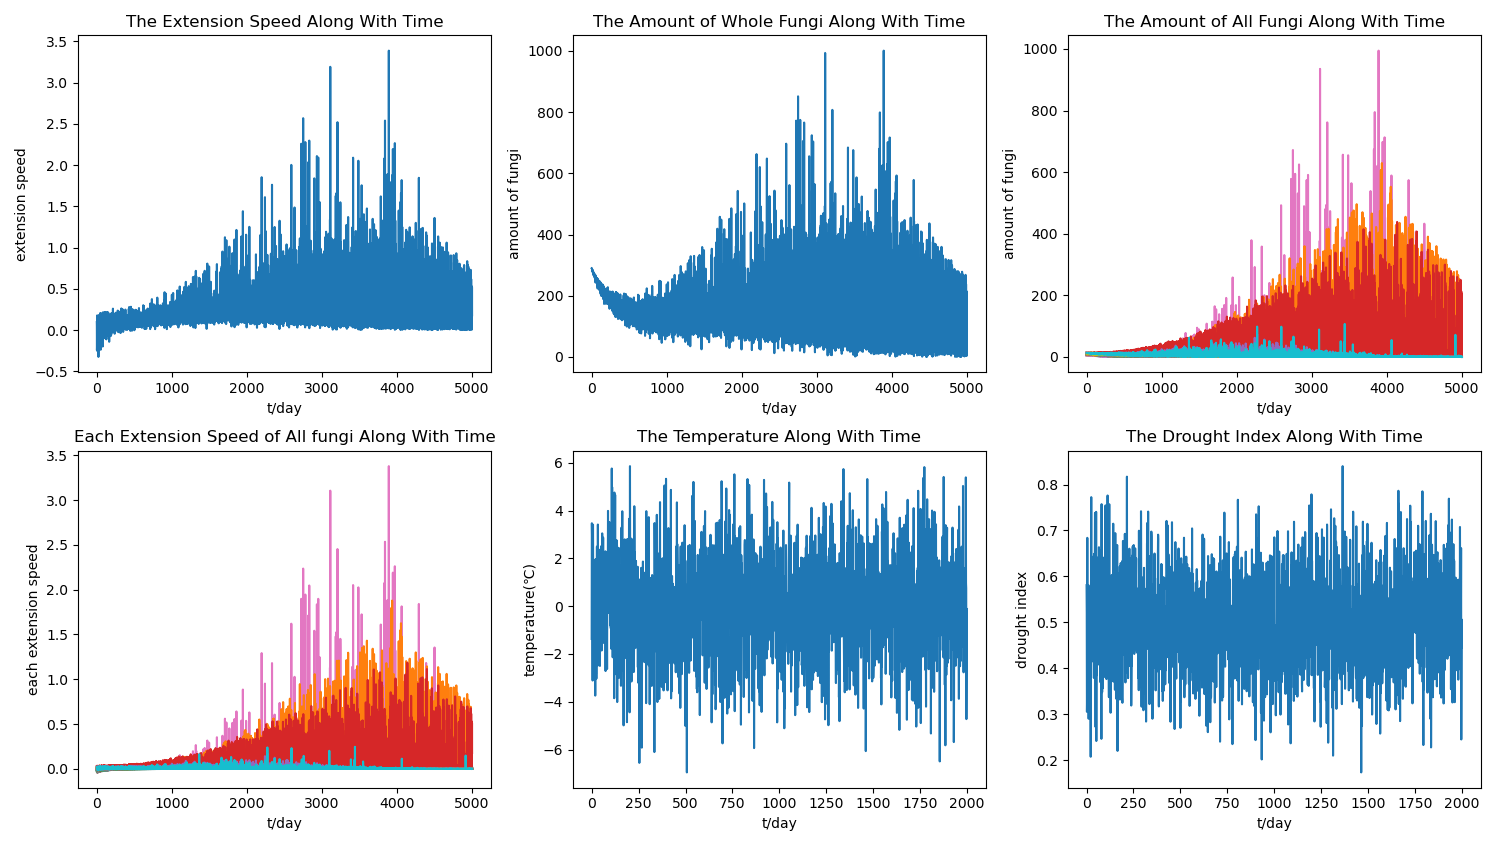 The Extension Speed Along With Time
extension speed
3.5
3.0
2.5
2.0
1.5
1.0
0.5
0.0
−0.5
0 1000 2000 3000 4000 5000
t/day
The Amount of Whole Fungi Along With Time
amount of fungi
1000
800
600
400
200
0
0 1000 2000 3000 4000 5000
t/day
The Amount of All Fungi Along With Time
amount of fungi
1000
800
600
400
200
0
0 1000 2000 3000 4000 5000
t/day
Each Extension Speed of All fungi Along With Time
each extension speed
3.5
3.0
2.5
2.0
1.5
1.0
0.5
0.0
0 1000 2000 3000 4000 5000
t/day
The Temperature Along With Time
temperature(℃)
6
4
2
0
−2
−4
−6
0 250 500 750 1000 1250 1500 1750 2000
t/day
The Drought Index Along With Time
drought index
0.8
0.7
0.6
0.5
0.4
0.3
0.2
0 250 500 750 1000 1250 1500 1750 2000
t/day